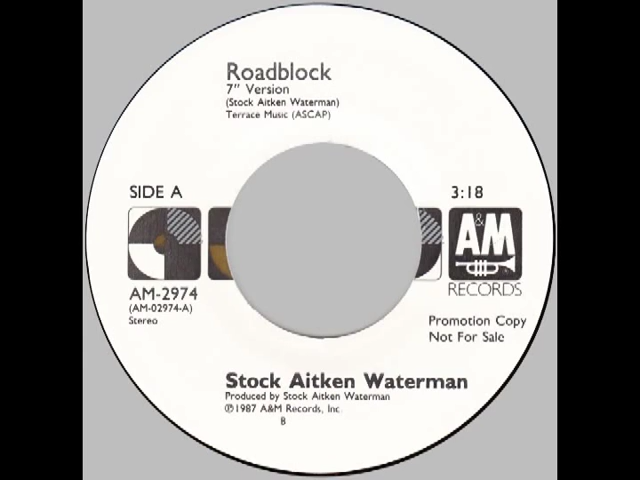 Roadblock
7" Version
(Stock Aitken Waterman)
Terrace Music (ASCAP)
SIDE A
3:18
A&M
RECORDS
AM-2974
(AM-02974-A)
Stereo
Promotion Copy
Not For Sale
Stock Aitken Waterman
Produced by Stock Aitken Waterman
℗1987 A&M Records, Inc.
B